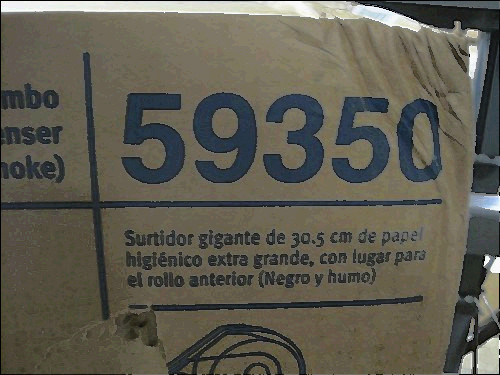 mbo
enser
noke)
59350
Surtidor gigante de 30.5 cm de papel
higiénico extra grande, con lugar para
el rollo anterior (Negro y humo)